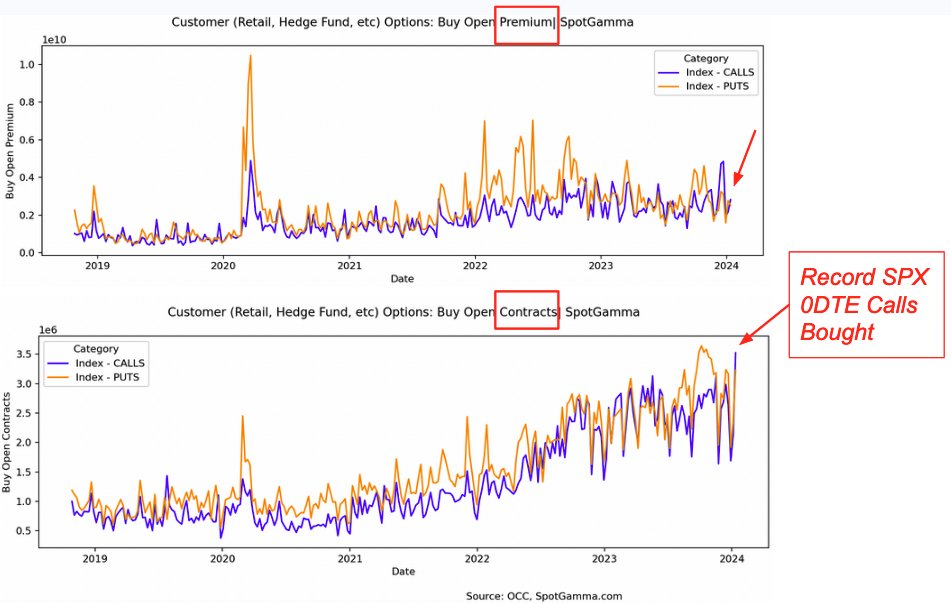 Customer (Retail, Hedge Fund, etc) Options: Buy Open Premium| SpotGamma
1e10
Category
Index - CALLS
Index - PUTS
1.0
0.8
0.6
0.4
0.2
0.0
Buy Open Premium
2019 2020 2021 2022 2023 2024
Date
Customer (Retail, Hedge Fund, etc) Options: Buy Open Contracts| SpotGamma
1e6
Category
Index - CALLS
Index - PUTS
3.5
3.0
2.5
2.0
1.5
1.0
0.5
Buy Open Contracts
2019 2020 2021 2022 2023 2024
Date
Record SPX
0DTE Calls
Bought
Source: OCC, SpotGamma.com